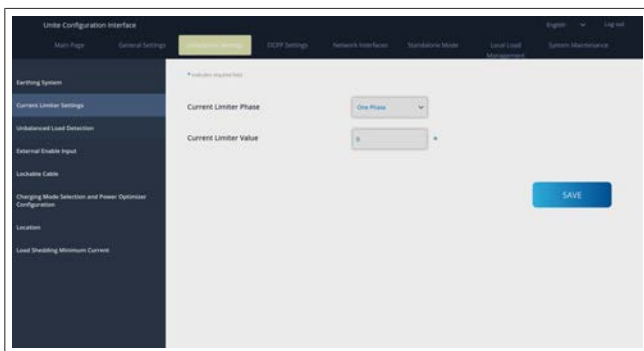 Unite Configuration Interface
English
Log out
Main Page
General Settings
Installation Settings
OCPP Settings
Network Interfaces
Standalone Mode
Local Load
Management
System Maintenance
* indicates required field
Earthing System
Current Limiter Settings
Current Limiter Phase
One Phase
Unbalanced Load Detection
Current Limiter Value
*
External Enable Input
Lockable Cable
Charging Mode Selection and Power Optimizer
Configuration
SAVE
Location
Load Shedding Minimum Current